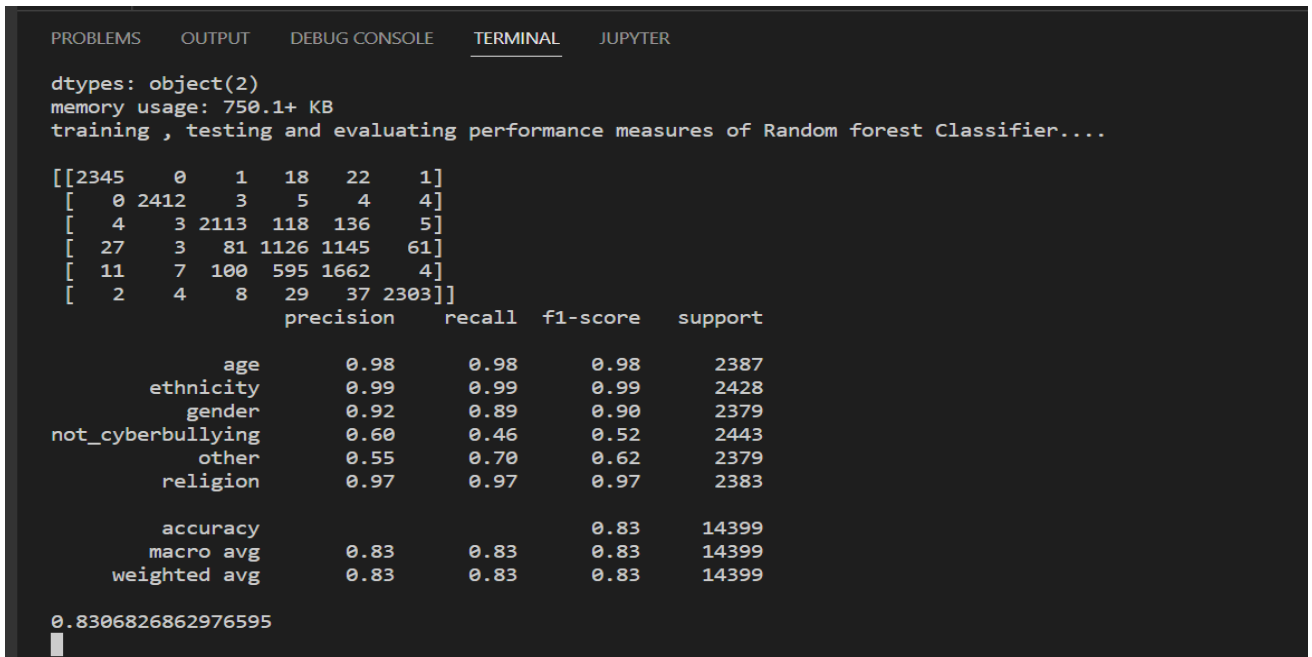 PROBLEMS OUTPUT DEBUG CONSOLE TERMINAL JUPYTER
dtypes: object(2)
memory usage: 750.1+ KB
training , testing and evaluating performance measures of Random forest Classifier....
[[2345 0 1 18 22 1]
[ 0 2412 3 5 4 4]
[ 4 3 2113 118 136 5]
[ 27 3 81 1126 1145 61]
[ 11 7 100 595 1662 4]
[ 2 4 8 29 37 2303]]
precision recall f1-score support
age 0.98 0.98 0.98 2387
ethnicity 0.99 0.99 0.99 2428
gender 0.92 0.89 0.90 2379
not_cyberbullying 0.60 0.46 0.52 2443
other 0.55 0.70 0.62 2379
religion 0.97 0.97 0.97 2383
accuracy 0.83 14399
macro avg 0.83 0.83 0.83 14399
weighted avg 0.83 0.83 0.83 14399
0.8306826862976595